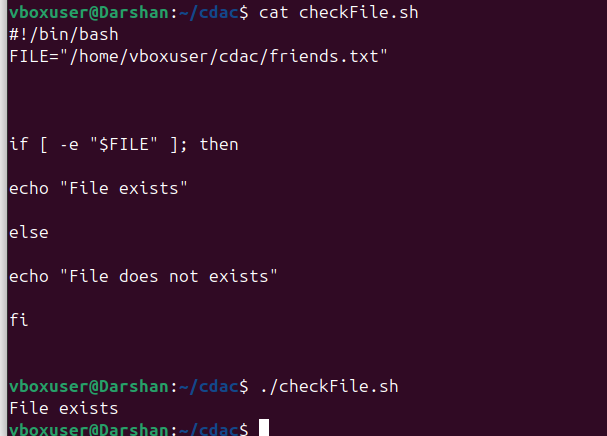 vboxuser@Darshan:~/cdac$ cat checkFile.sh
#!/bin/bash
FILE="/home/vboxuser/cdac/friends.txt"
if [ -e "$FILE" ]; then
echo "File exists"
else
echo "File does not exists"
fi
vboxuser@Darshan:~/cdac$ ./checkFile.sh
File exists
vboxuser@Darshan:~/cdac$